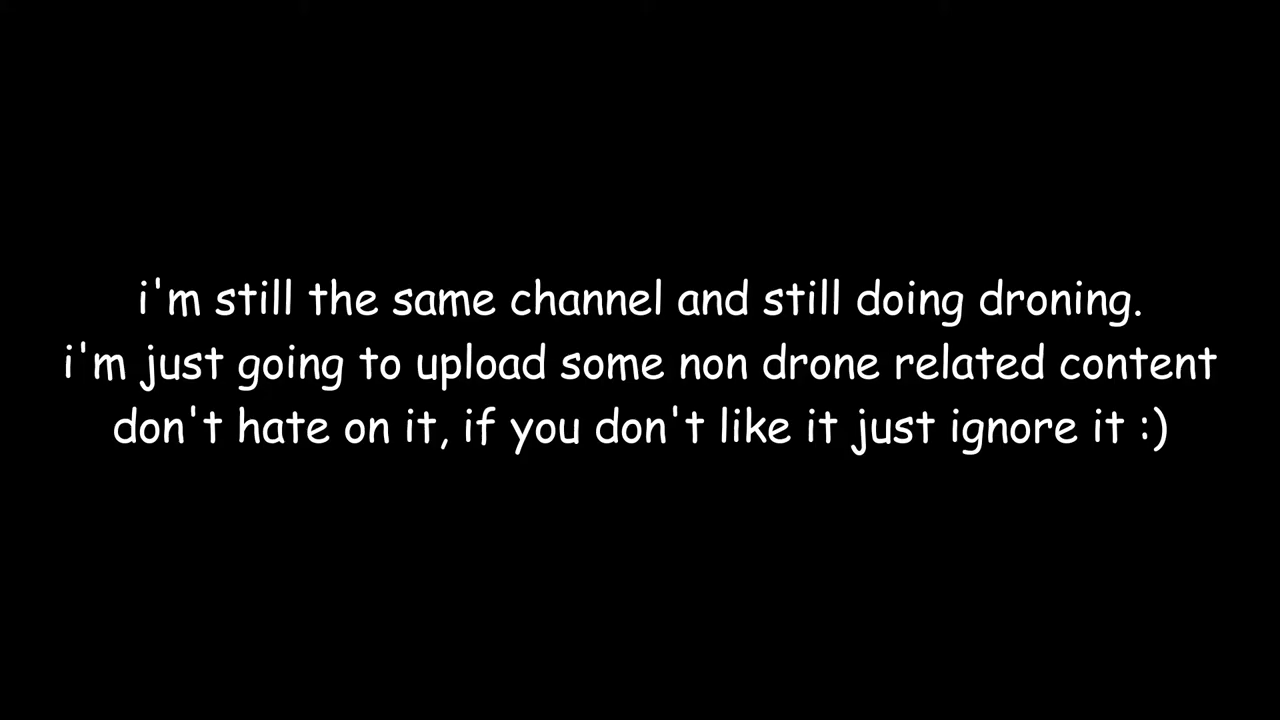 i'm still the same channel and still doing droning.
i'm just going to upload some non drone related content
don't hate on it, if you don't like it just ignore it :)